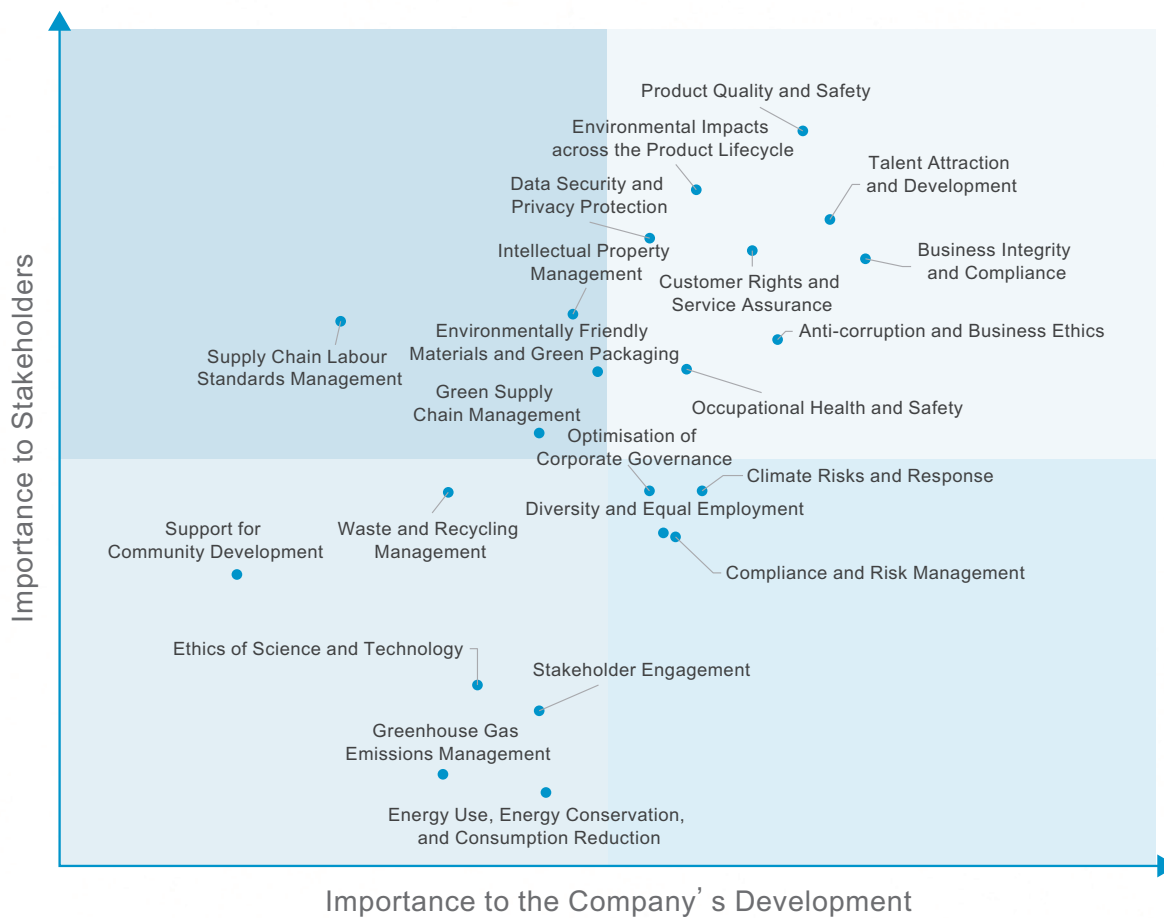 Product Quality and Safety
Environmental Impacts
across the Product Lifecycle
Talent Attraction
and Development
Data Security and
Privacy Protection
Intellectual Property
Management
Business Integrity
and Compliance
Customer Rights and
Service Assurance
Environmentally Friendly
Materials and Green Packaging
Anti-corruption and Business Ethics
Supply Chain Labour
Standards Management
Green Supply
Chain Management
Occupational Health and Safety
Optimisation of
Corporate Governance
Climate Risks and Response
Diversity and Equal Employment
Support for
Community Development
Waste and Recycling
Management
Compliance and Risk Management
Ethics of Science and Technology
Stakeholder Engagement
Greenhouse Gas
Emissions Management
Energy Use, Energy Conservation,
and Consumption Reduction
Importance to Stakeholders
Importance to the Company’s Development